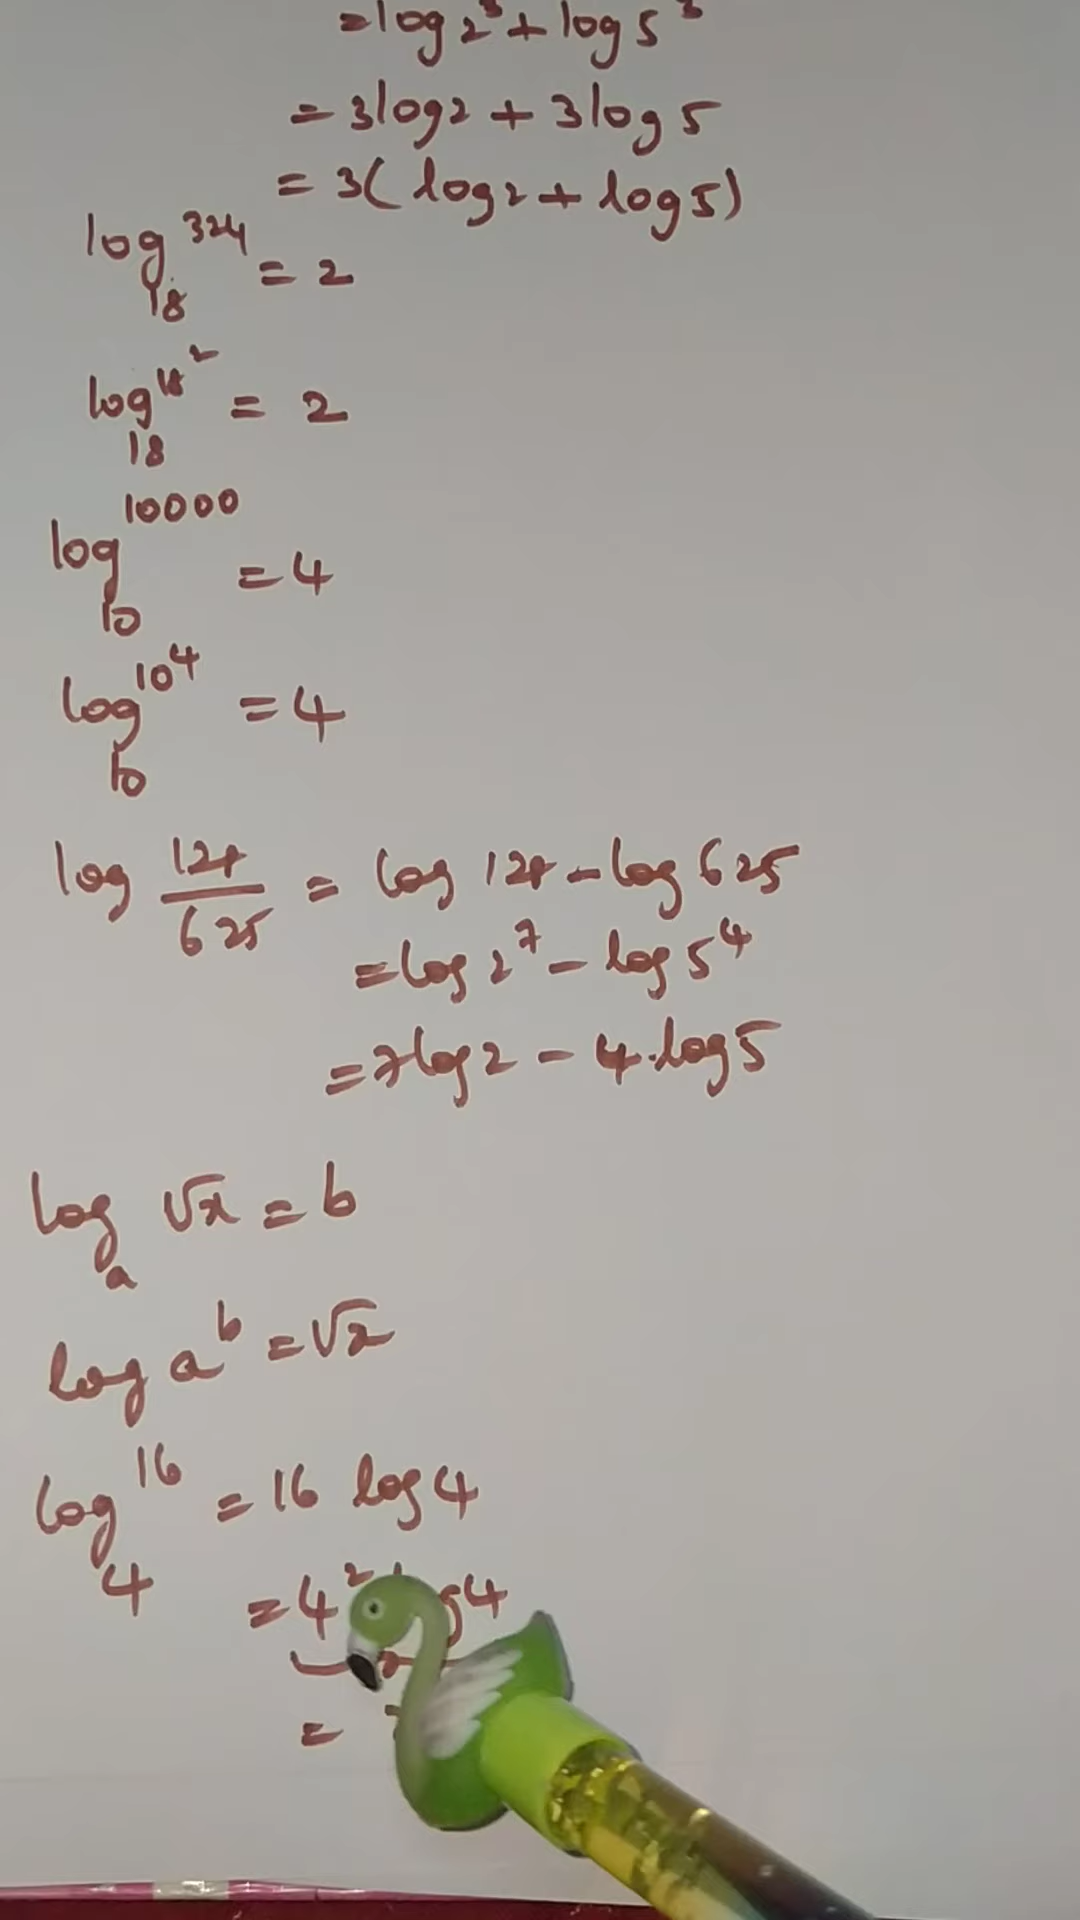 =log 2³ + log 5³
= 3log2 + 3log5
= 3( log2 + log5)
log₁₈ 324 = 2
log₁₈ 18² = 2
log₁₀ 10000 = 4
log₁₀ 10⁴ = 4
log 128/625 = log 128 - log 625
= log 2⁷ - log 5⁴
= 7log2 - 4.log5
logₐ √x = b
log aᵇ = √x
log₄ 16 = 16 log4
= 4² 4
=